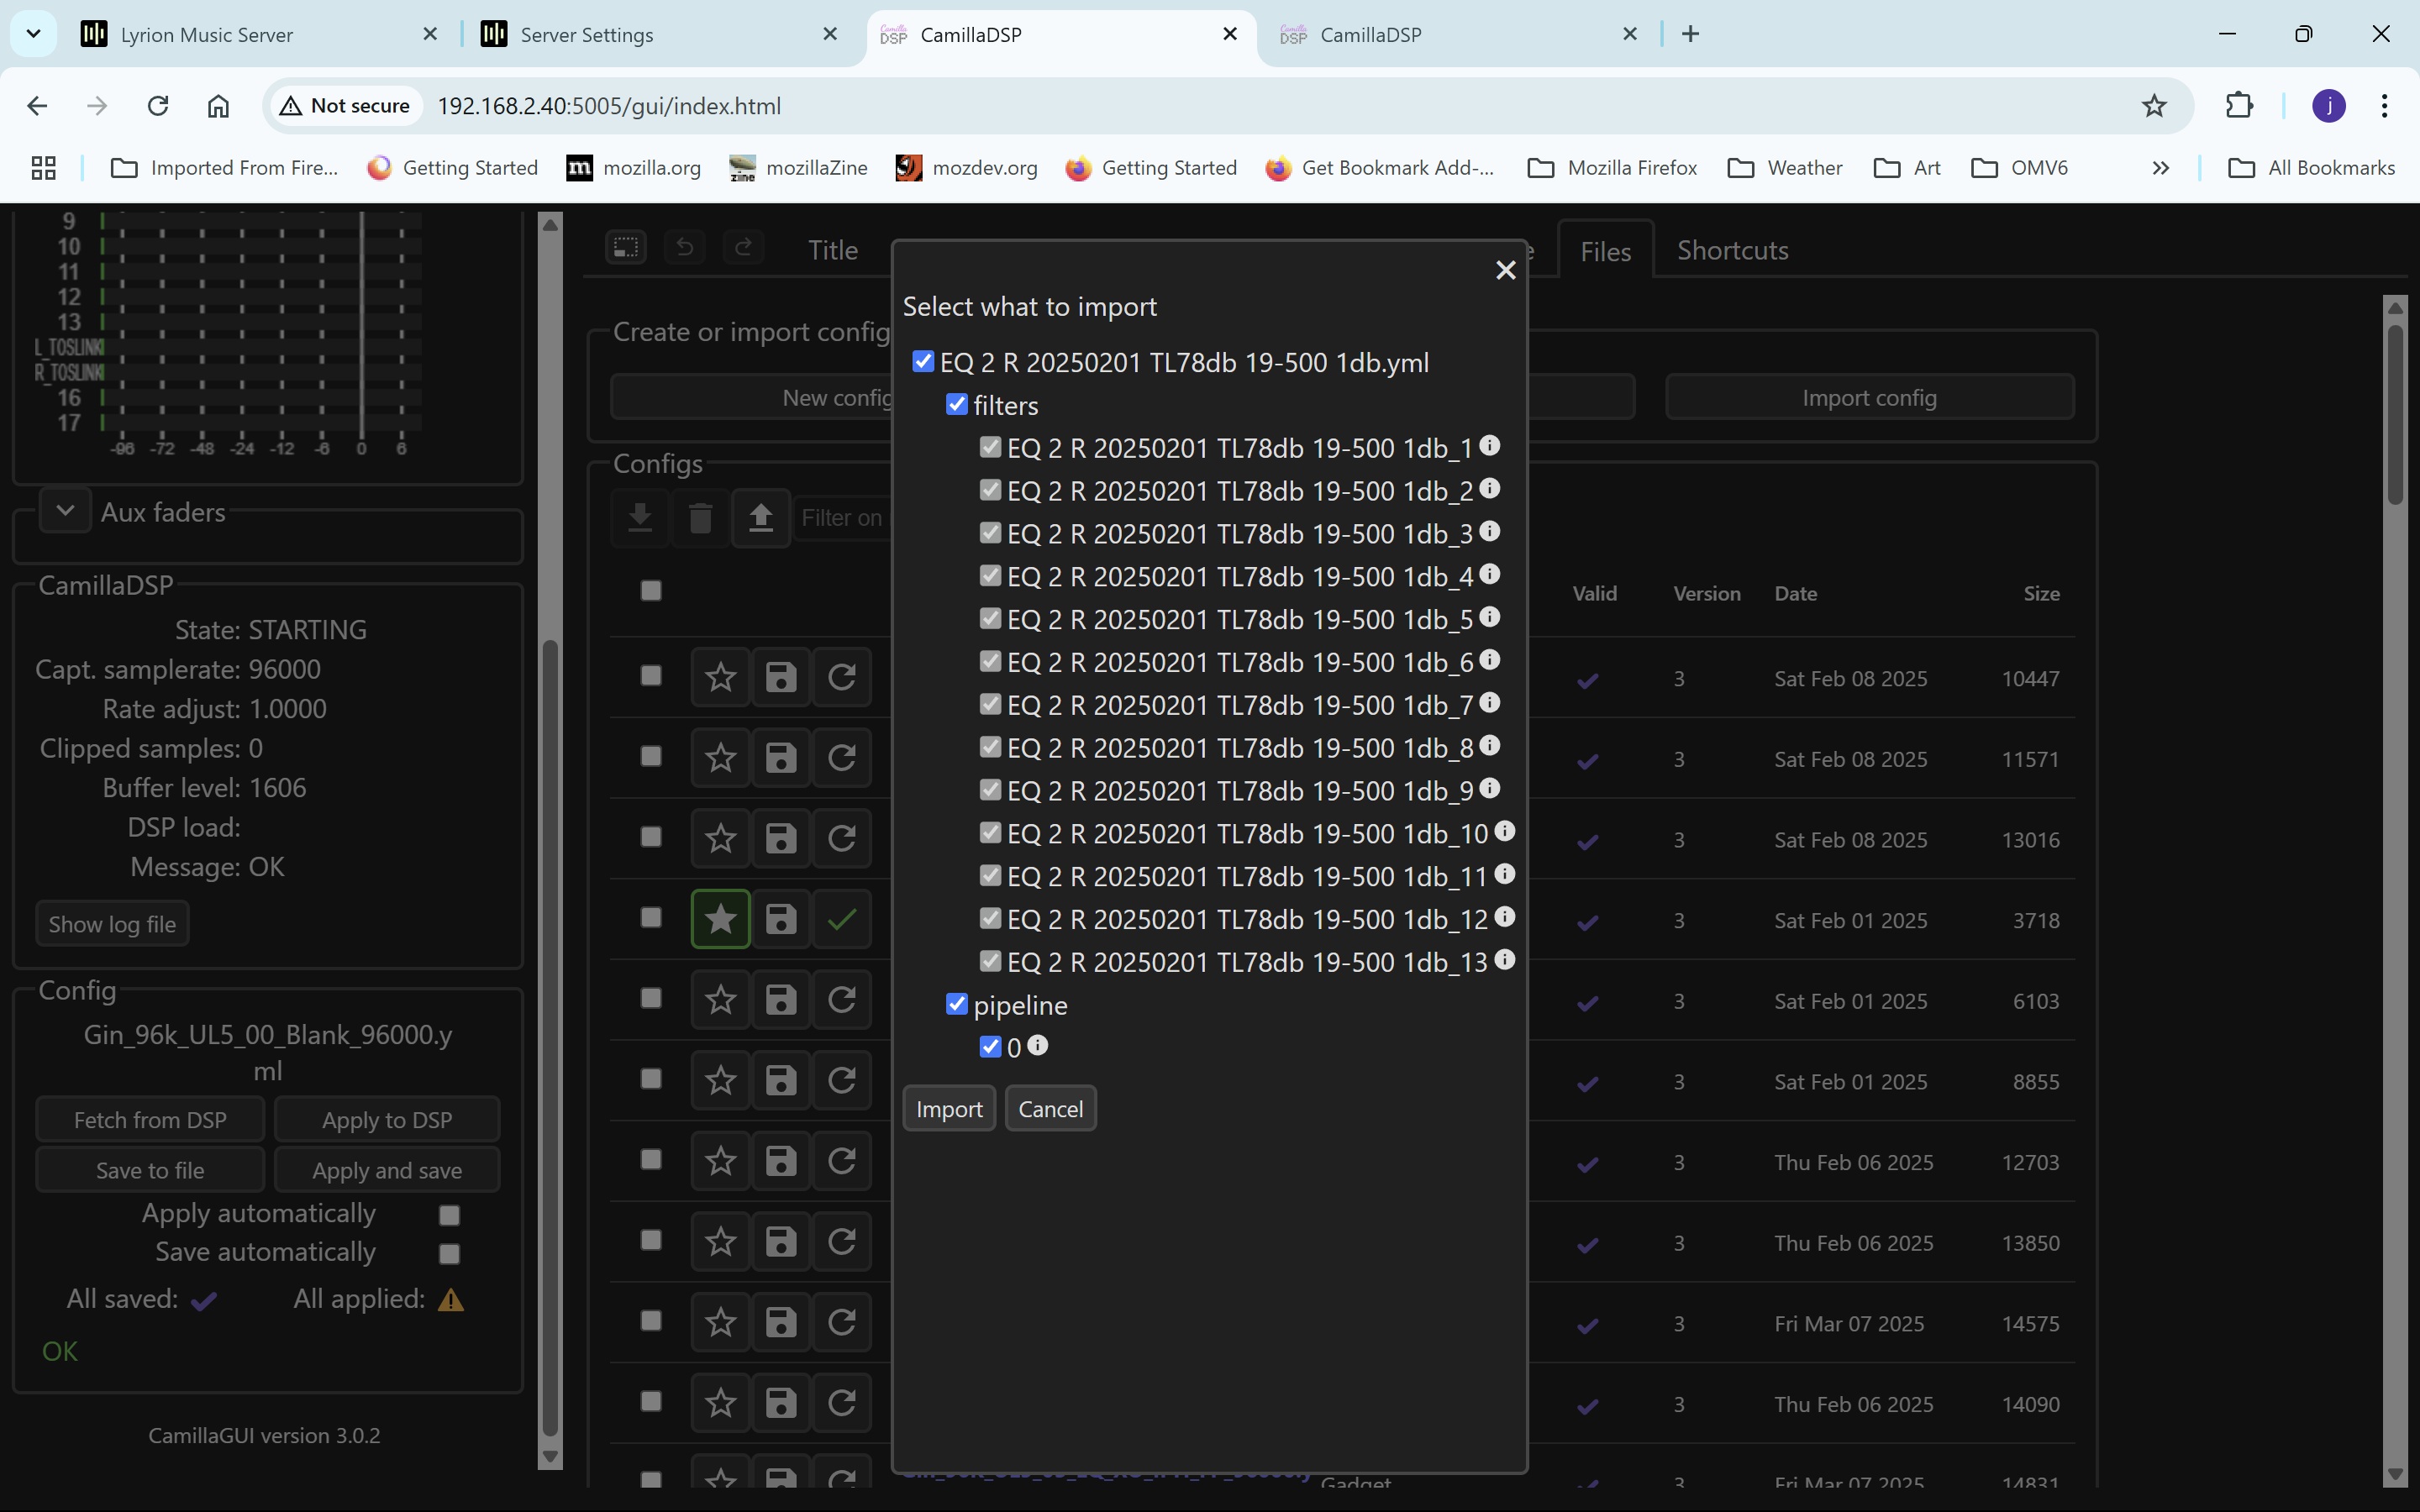 Lyrion Music Server
Server Settings
CamillaDSP
CamillaDSP
Not secure
192.168.2.40:5005/gui/index.html
j
Imported From Fire...
Getting Started
mozilla.org
mozillaZine
mozdev.org
Getting Started
Get Bookmark Add-...
Mozilla Firefox
Weather
Art
OMV6
All Bookmarks
9
10
11
12
13
L_TOSLINK
R_TOSLINK
16
17
-96 -72 -48 -24 -12 -6 0 6
Aux faders
CamillaDSP
State: STARTING
Capt. samplerate: 96000
Rate adjust: 1.0000
Clipped samples: 0
Buffer level: 1606
DSP load:
Message: OK
Show log file
Config
Gin_96k_UL5_00_Blank_96000.y
ml
Fetch from DSP
Apply to DSP
Save to file
Apply and save
Apply automatically
Save automatically
All saved:
All applied:
OK
CamillaGUI version 3.0.2
Title
Files
Shortcuts
Create or import config
New config
Import config
Configs
Filter on
Select what to import
EQ 2 R 20250201 TL78db 19-500 1db.yml
filters
EQ 2 R 20250201 TL78db 19-500 1db_1
EQ 2 R 20250201 TL78db 19-500 1db_2
EQ 2 R 20250201 TL78db 19-500 1db_3
EQ 2 R 20250201 TL78db 19-500 1db_4
EQ 2 R 20250201 TL78db 19-500 1db_5
EQ 2 R 20250201 TL78db 19-500 1db_6
EQ 2 R 20250201 TL78db 19-500 1db_7
EQ 2 R 20250201 TL78db 19-500 1db_8
EQ 2 R 20250201 TL78db 19-500 1db_9
EQ 2 R 20250201 TL78db 19-500 1db_10
EQ 2 R 20250201 TL78db 19-500 1db_11
EQ 2 R 20250201 TL78db 19-500 1db_12
EQ 2 R 20250201 TL78db 19-500 1db_13
pipeline
0
Import
Cancel
Valid Version Date Size
3 Sat Feb 08 2025 10447
3 Sat Feb 08 2025 11571
3 Sat Feb 08 2025 13016
3 Sat Feb 01 2025 3718
3 Sat Feb 01 2025 6103
3 Sat Feb 01 2025 8855
3 Thu Feb 06 2025 12703
3 Thu Feb 06 2025 13850
3 Fri Mar 07 2025 14575
3 Thu Feb 06 2025 14090
Gadget 3 Fri Mar 07 2025 14831